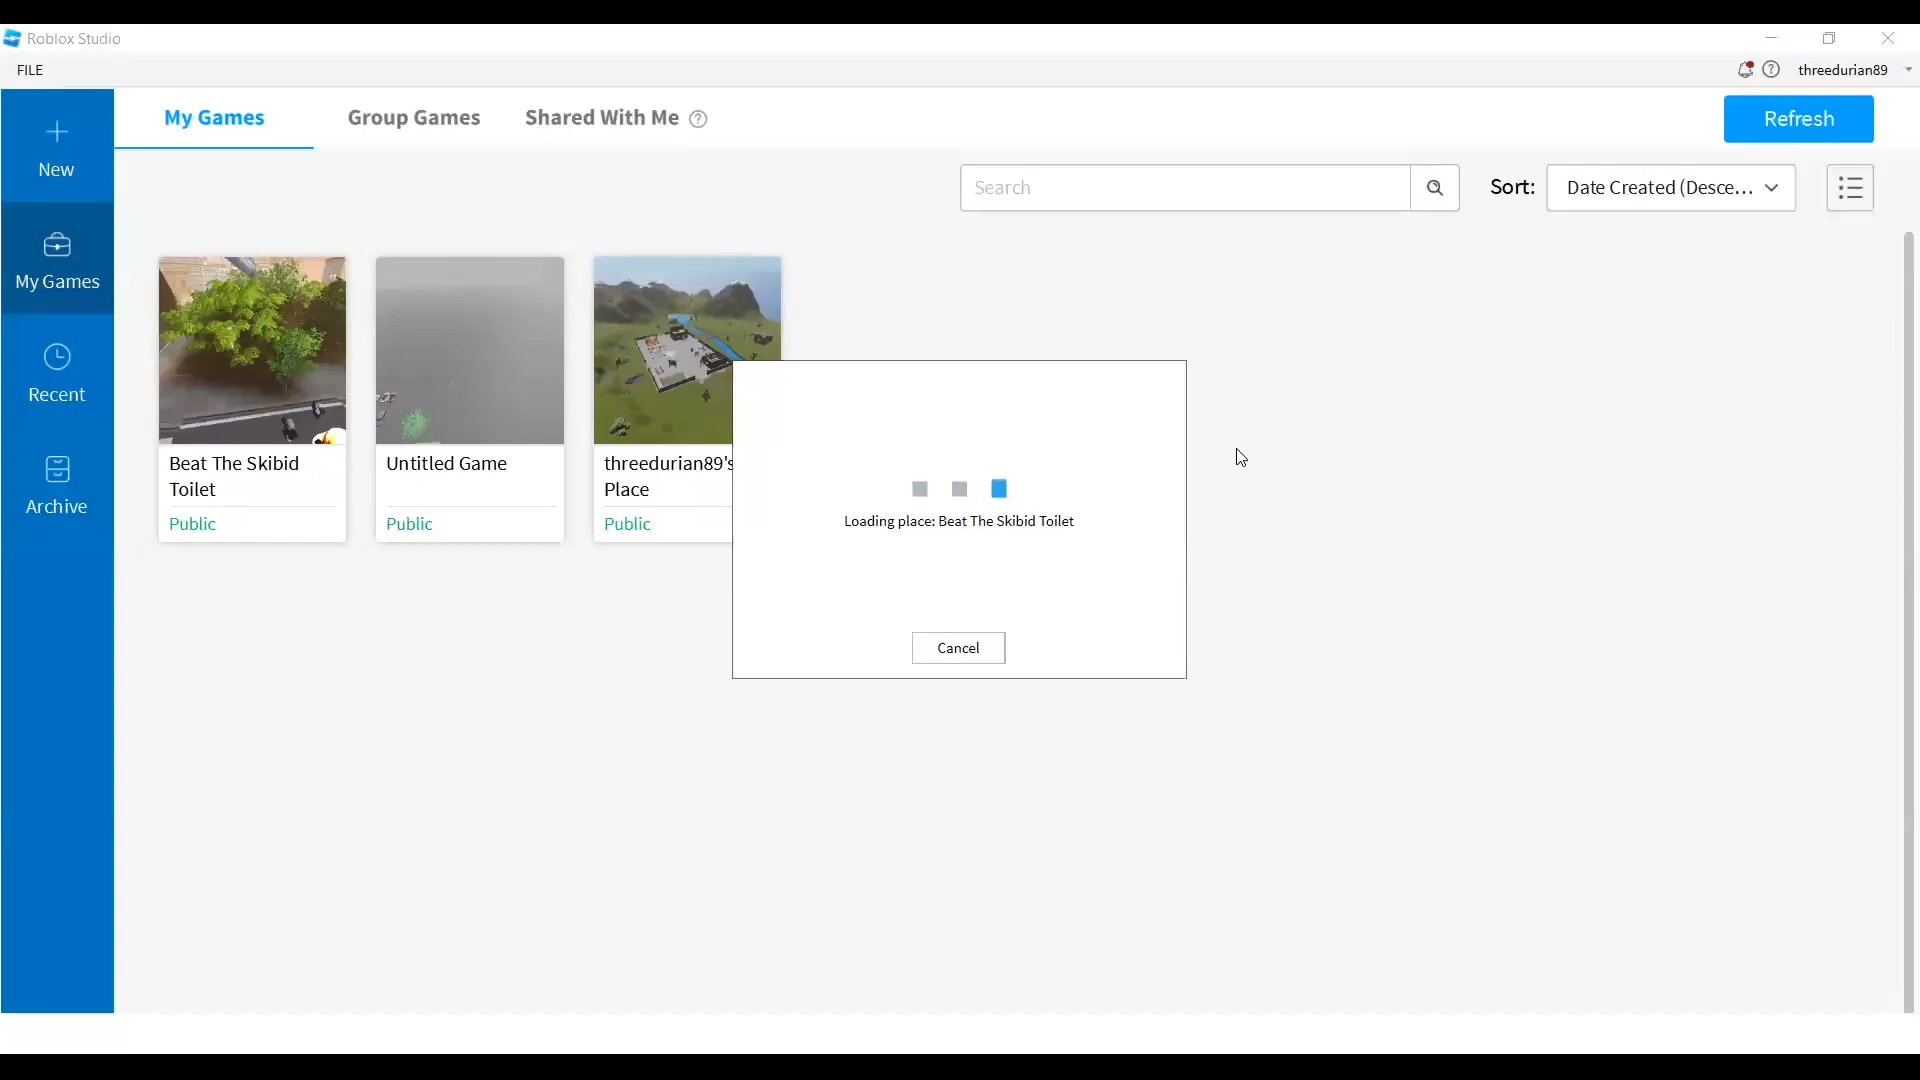 Roblox Studio
FILE
threedurian89
New
My Games
Recent
Archive
My Games
Group Games
Shared With Me
Refresh
Search
Sort:
Date Created (Desce...
Beat The Skibid
Toilet
Public
Untitled Game
Public
threedurian89's
Place
Public
Loading place: Beat The Skibid Toilet
Cancel